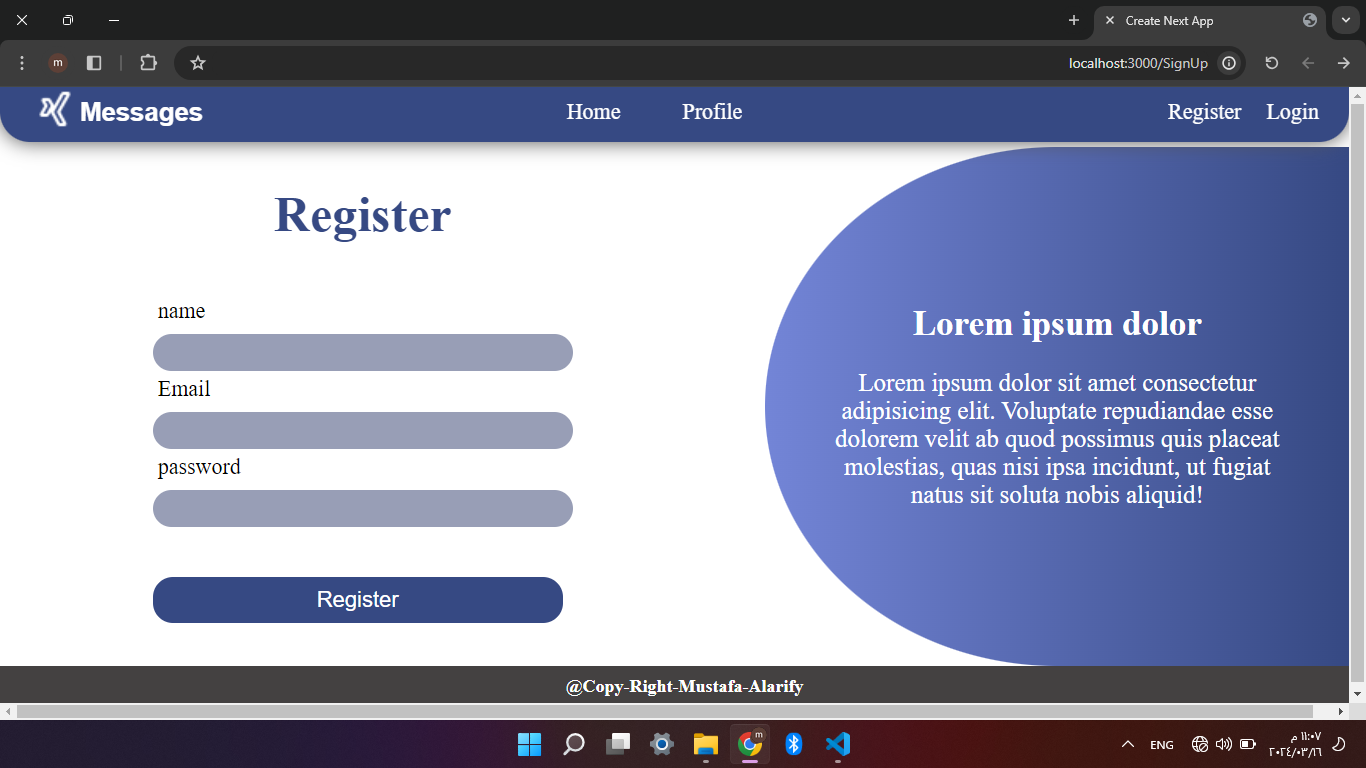 Create Next App
m
localhost:3000/SignUp
Messages
Home
Profile
Register
Login
Register
name
Email
password
Register
Lorem ipsum dolor
Lorem ipsum dolor sit amet consectetur
adipisicing elit. Voluptate repudiandae esse
dolorem velit ab quod possimus quis placeat
molestias, quas nisi ipsa incidunt, ut fugiat
natus sit soluta nobis aliquid!
@Copy-Right-Mustafa-Alarify
m
ENG
١١:٠٧ م
٢٠٢٤/٠٣/١٦